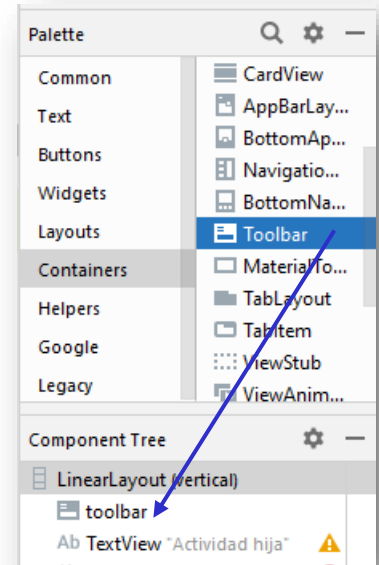 Palette
Common
Text
Buttons
Widgets
Layouts
Containers
Helpers
Google
Legacy
CardView
AppBarLay...
BottomAp...
Navigatio...
BottomNa...
Toolbar
MaterialTo...
TabLayout
TabItem
ViewStub
ViewAnim...
Component Tree
LinearLayout (vertical)
toolbar
Ab TextView "Actividad hija"